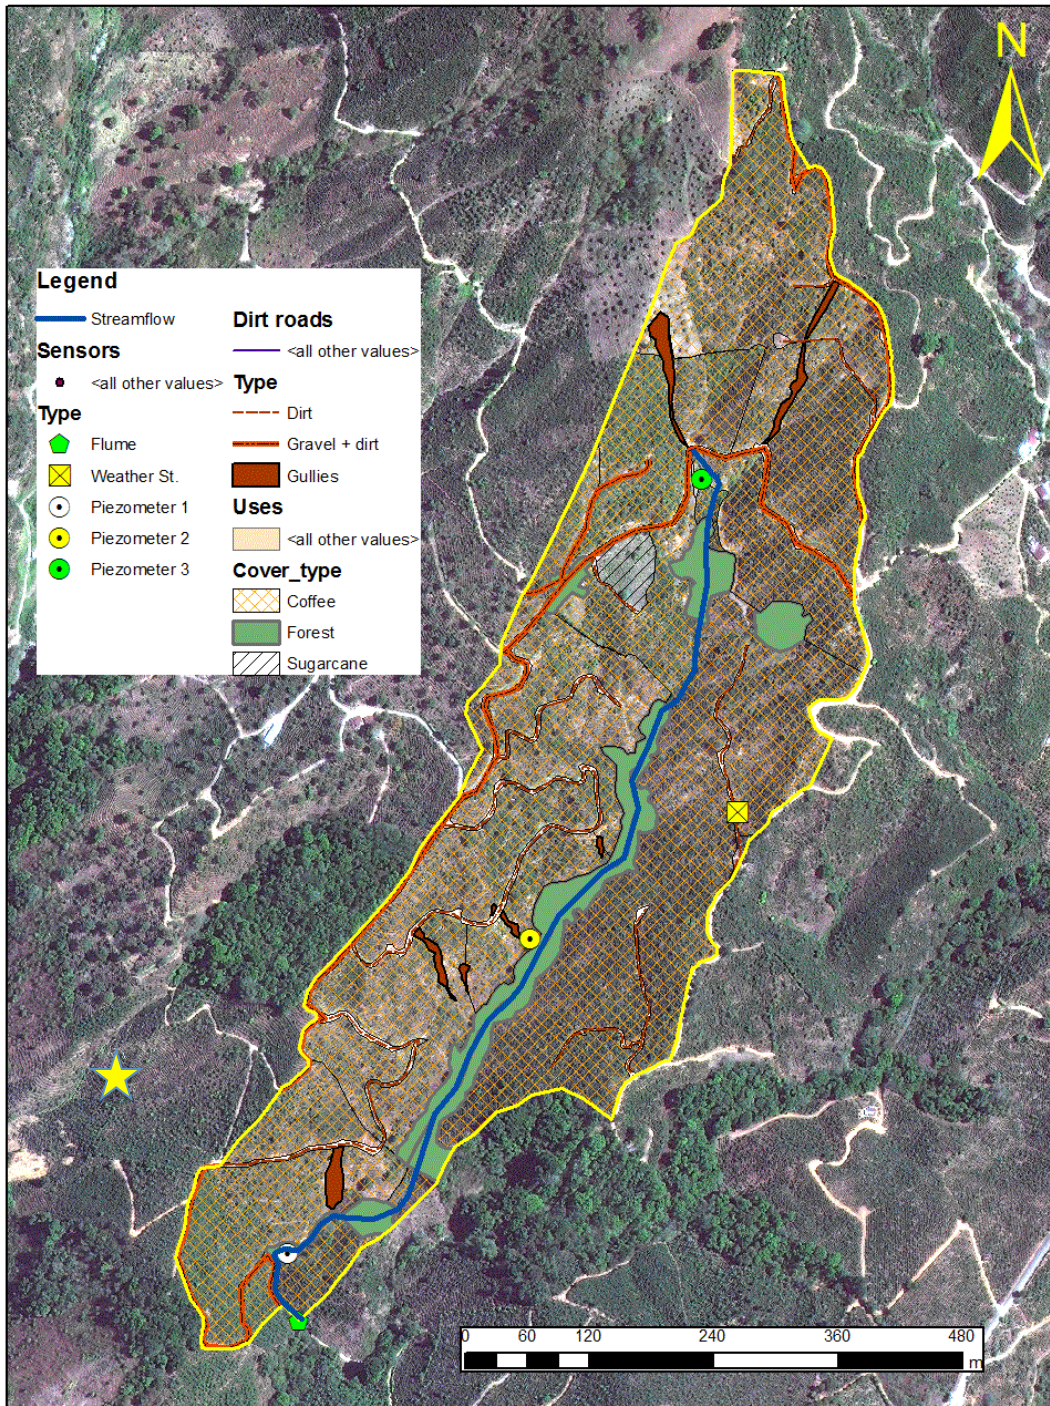 N
Legend
Streamflow
Sensors
<all other values>
Type
Flume
Weather St.
Piezometer 1
Piezometer 2
Piezometer 3
Dirt roads
<all other values>
Type
Dirt
Gravel + dirt
Gullies
Uses
<all other values>
Cover_type
Coffee
Forest
Sugarcane
0 60 120 240 360 480
m